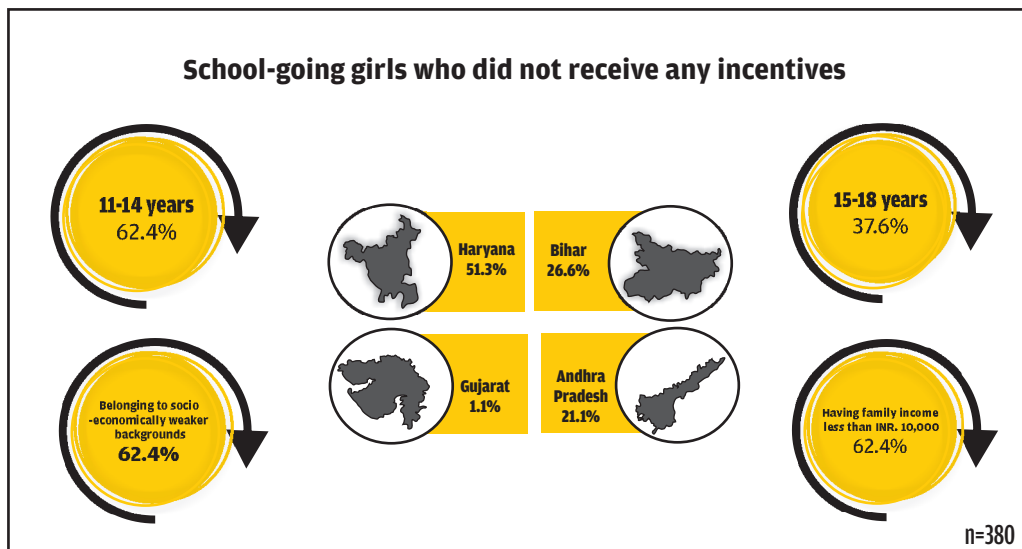 School-going girls who did not receive any incentives
11-14 years
62.4%
15-18 years
37.6%
Haryana
51.3%
Bihar
26.6%
Gujarat
1.1%
Andhra
Pradesh
21.1%
Belonging to socio
-economically weaker
backgrounds
62.4%
Having family income
less than INR. 10,000
62.4%
n=380